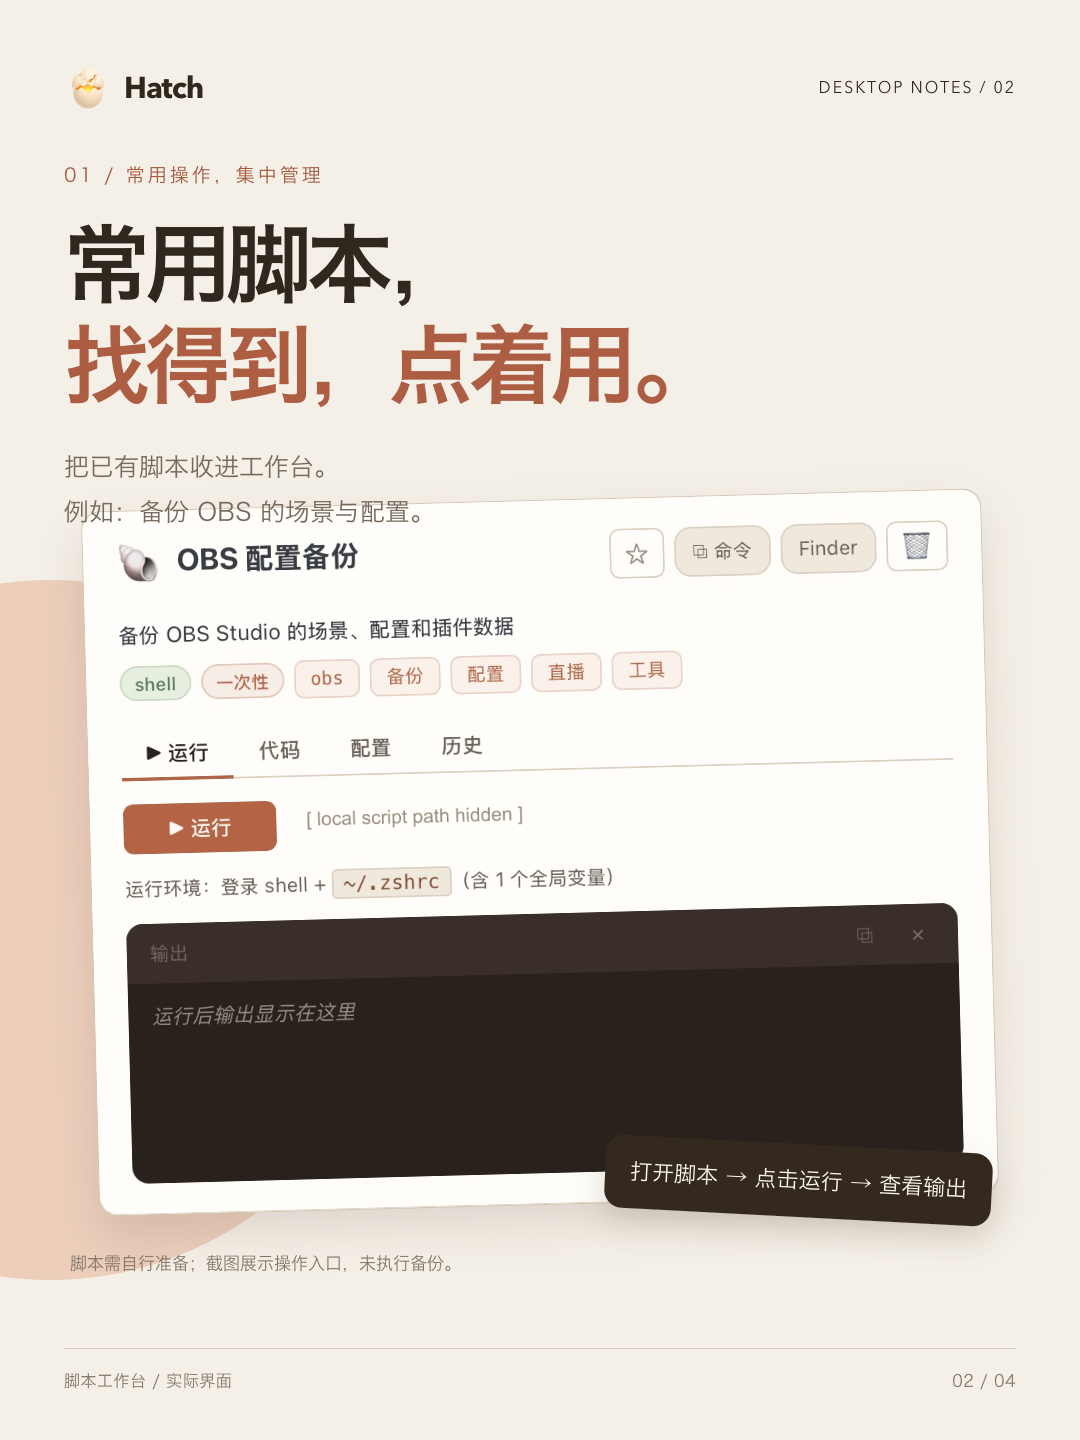 Hatch
DESKTOP NOTES / 02
01 / 常用操作，集中管理
常用脚本，
找得到，点着用。
把已有脚本收进工作台。
例如：备份 OBS 的场景与配置。
OBS 配置备份
命令
Finder
备份 OBS Studio 的场景、配置和插件数据
shell 一次性 obs 备份 配置 直播 工具
运行 代码 配置 历史
运行
[ local script path hidden ]
运行环境：登录 shell + ~/.zshrc (含 1 个全局变量)
输出
运行后输出显示在这里
打开脚本 → 点击运行 → 查看输出
脚本需自行准备；截图展示操作入口，未执行备份。
脚本工作台 / 实际界面
02 / 04